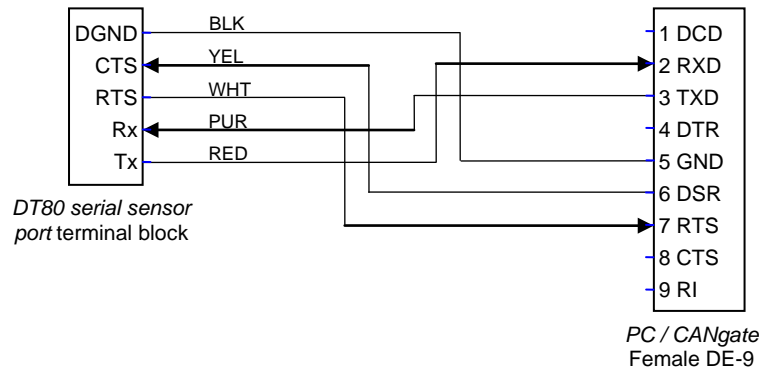 DGND
CTS
RTS
Rx
Tx
BLK
YEL
WHT
PUR
RED
1 DCD
2 RXD
3 TXD
4 DTR
5 GND
6 DSR
7 RTS
8 CTS
9 RI
DT80 serial sensor
port terminal block
PC / CANgate
Female DE-9